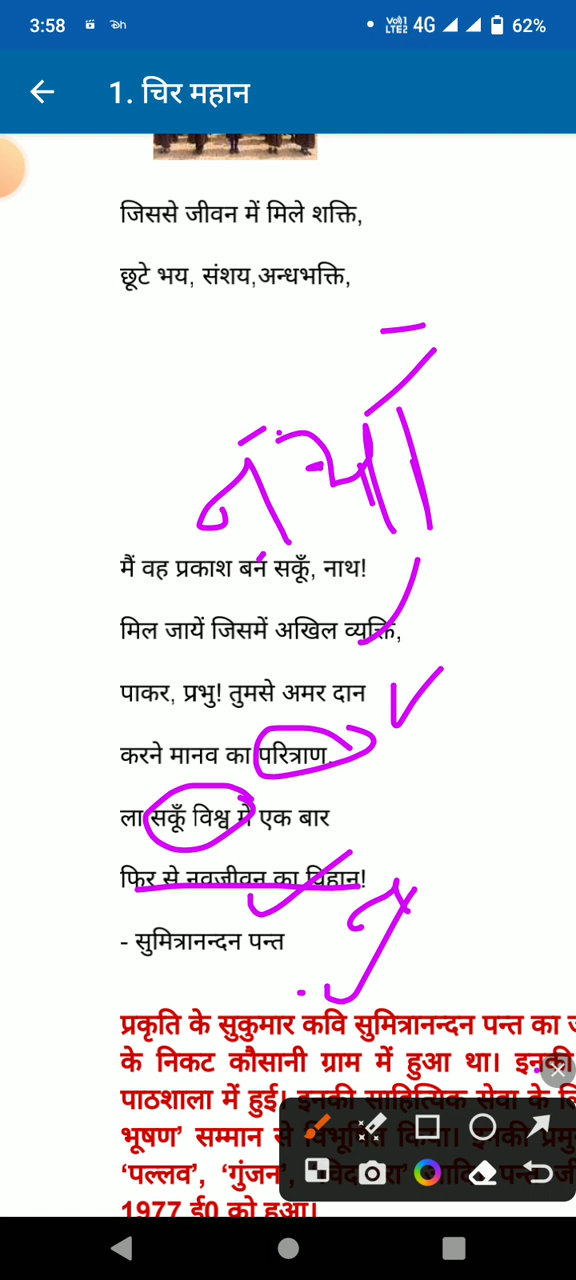 3:58
4G
62%
1. चिर महान
जिससे जीवन में मिले शक्ति,
छूटे भय, संशय,अन्धभक्ति,
मैं वह प्रकाश बन सकूँ, नाथ!
मिल जायें जिसमें अखिल व्यक्ति,
पाकर, प्रभु! तुमसे अमर दान
करने मानव का परित्राण,
ला सकूँ विश्व में एक बार
फिर से नवजीवन का विहान!
- सुमित्रानन्दन पन्त
प्रकृति के सुकुमार कवि सुमित्रानन्दन पन्त का
के निकट कौसानी ग्राम में हुआ था। इनकी
पाठशाला में हुई। इनकी साहित्यिक सेवा के
भूषण’ सम्मान से विभूषित किया। इनकी
‘पल्लव’, ‘गुंजन’,
1977 ई0 को हुआ।